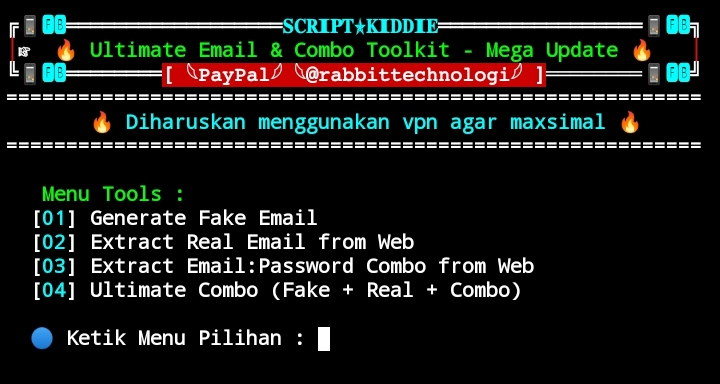 ╔📱🇫🇧══════════════════SCRIPT★KIDDIE═════════════════📱🇫🇧╗
☞ 🔥 Ultimate Email & Combo Toolkit - Mega Update 🔥
╚📱🇫🇧════════[ PayPal @rabbittechnologi ]════════📱🇫🇧╝
==========================================================
🔥 Diharuskan menggunakan vpn agar maxsimal 🔥
==========================================================
Menu Tools :
[01] Generate Fake Email
[02] Extract Real Email from Web
[03] Extract Email:Password Combo from Web
[04] Ultimate Combo (Fake + Real + Combo)
🔵 Ketik Menu Pilihan :